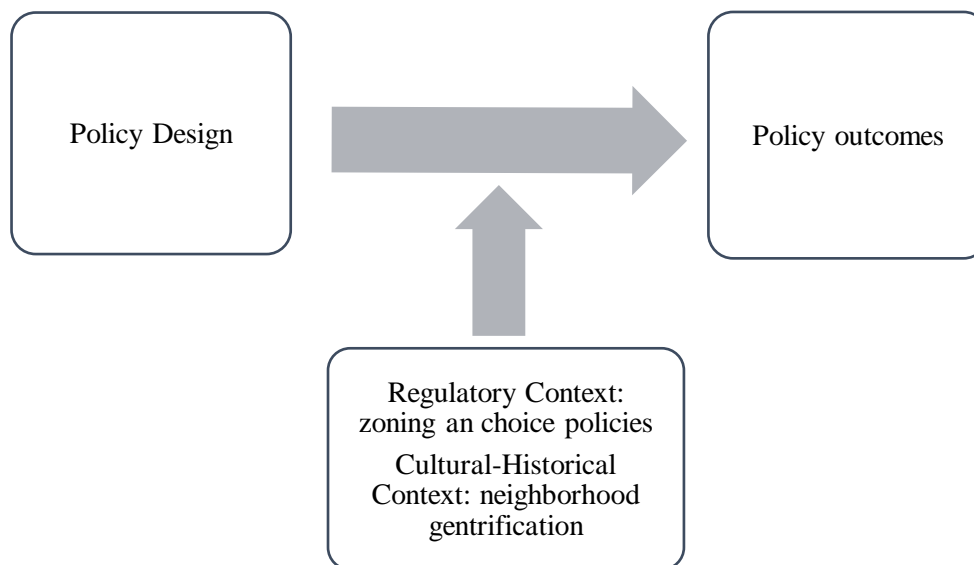 Policy Design
Policy outcomes
Regulatory Context:
zoning an choice policies
Cultural-Historical
Context: neighborhood
gentrification